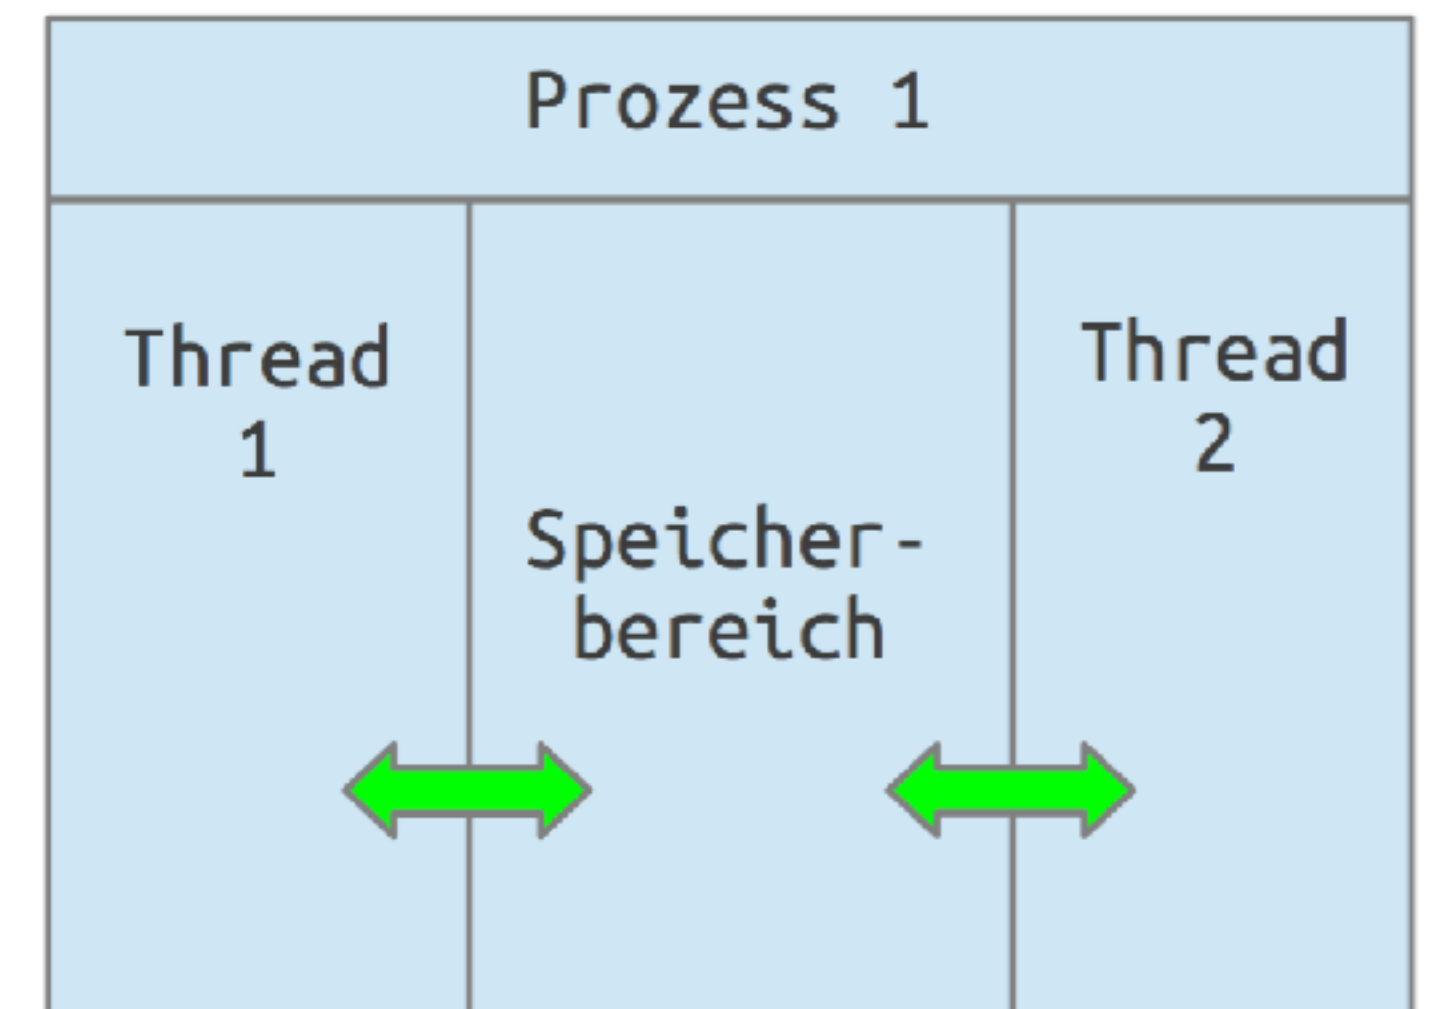 Prozess 1
Thread
1
Speicher-
bereich
Thread
2